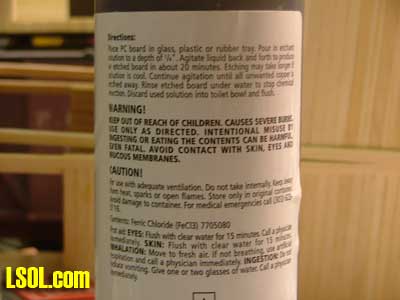 Directions:
Place PC board in glass, plastic or rubber tray. Pour in etchant
solution to a depth of ¼". Agitate liquid back and forth to produce
etched board in about 20 minutes. Etching may take longer if
solution is cool. Continue agitation until all unwanted copper is
etched away. Rinse etched board under water to stop chemical
action. Discard used solution into toilet bowl and flush.
WARNING!
KEEP OUT OF REACH OF CHILDREN. CAUSES SEVERE BURNS.
USE ONLY AS DIRECTED. INTENTIONAL MISUSE BY
INGESTING OR EATING THE CONTENTS CAN BE HARMFUL,
EVEN FATAL. AVOID CONTACT WITH SKIN, EYES AND
MUCOUS MEMBRANES.
CAUTION!
For use with adequate ventilation. Do not take internally. Keep away
from heat, sparks or open flames. Store only in original container.
Avoid damage to container. For medical emergencies call (303)
Contents: Ferric Chloride (FeCl3) 7705080
First aid: EYES: Flush with clear water for 15 minutes. Call a physician
immediately. SKIN: Flush with clear water for 15 minutes.
INHALATION: Move to fresh air. If not breathing, use artificial
Call a physician immediately. INGESTION: Do not
induce vomiting. Give one or two glasses of water. Call a physician
immediately.
LSOL.com